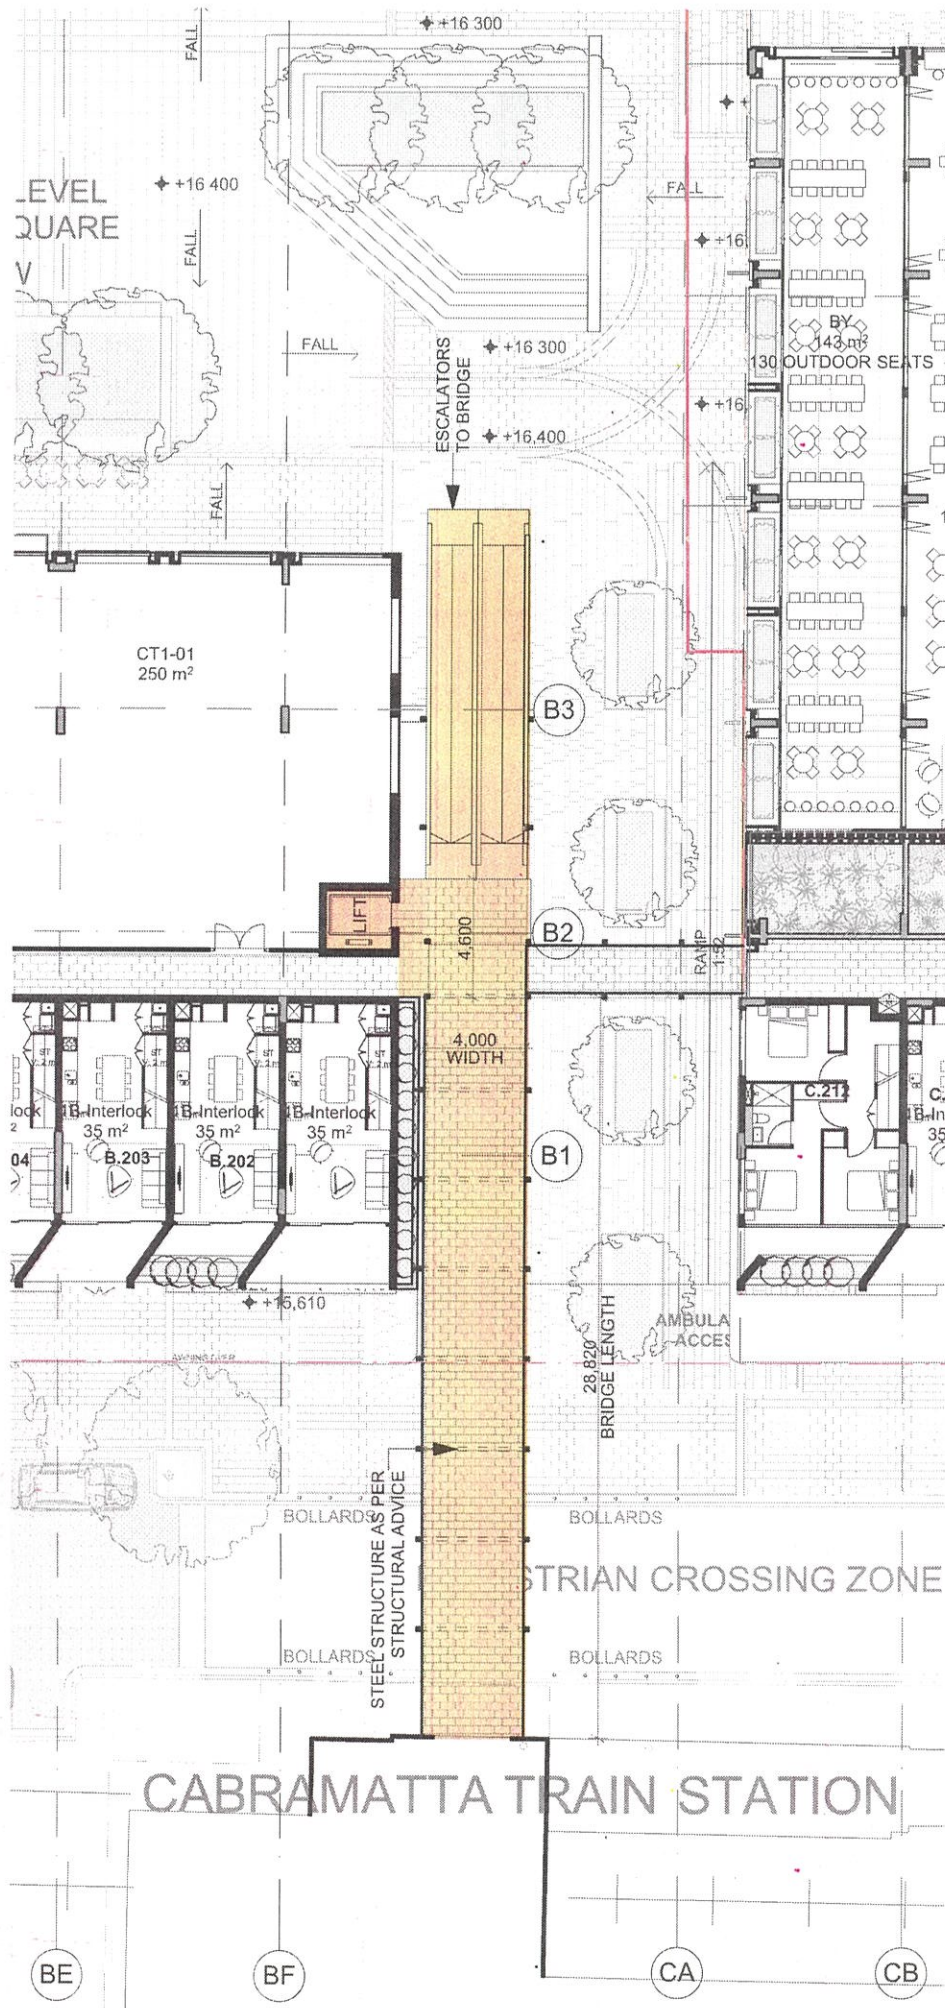 +16 300
FALL
+16 400
LEVEL
QUARE
FALL
FALL
+16
BY
143 m²
130 OUTDOOR SEATS
FALL
+16 300
ESCALATORS
TO BRIDGE
+16,400
+16
FALL
CT1-01
250 m²
B3
LIFT
4,600
B2
RAMP
1:52
4,000
WIDTH
1B-Interlock
35 m²
1B-Interlock
35 m²
1B-Interlock
35 m²
04
B.203
B.202
C.212
B1
+15,610
AMBULA
ACCES
28,820
BRIDGE LENGTH
STEEL STRUCTURE AS PER
STRUCTURAL ADVICE
BOLLARDS
BOLLARDS
STRIAN CROSSING ZONE
BOLLARDS
BOLLARDS
CABRAMATTA TRAIN STATION
BE
BF
CA
CB